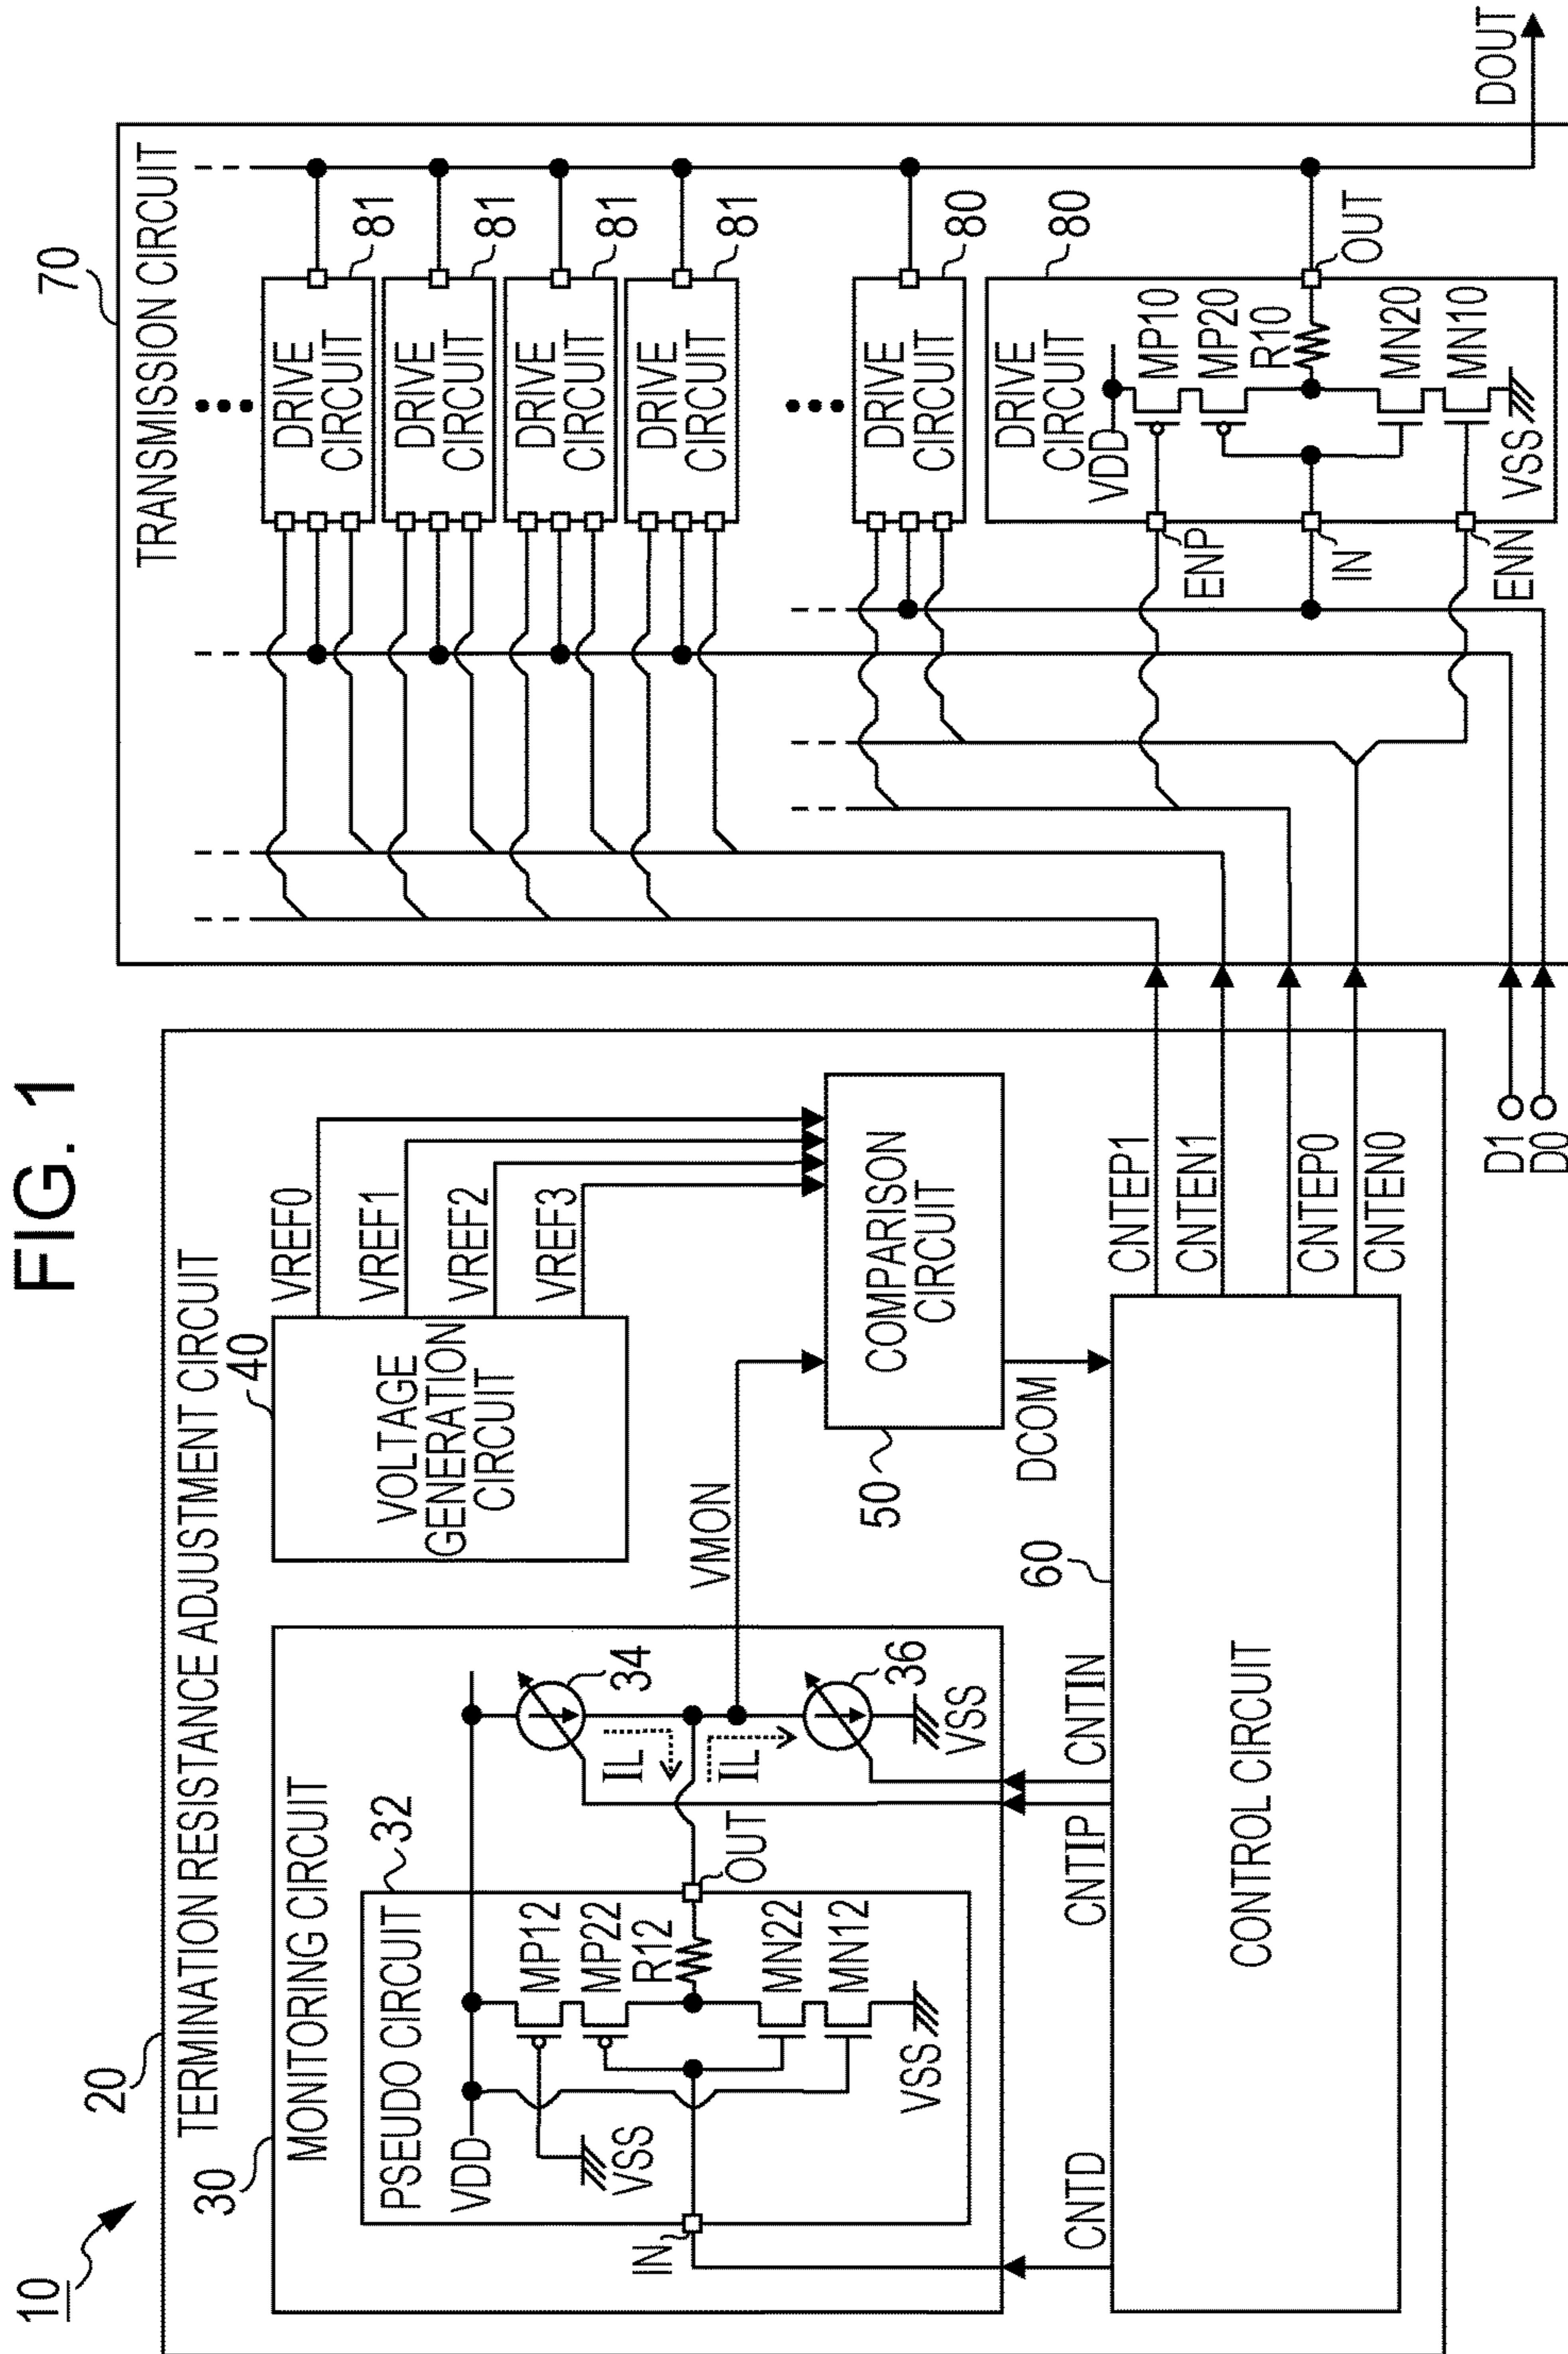 FIG. 1
10
20
TERMINATION RESISTANCE ADJUSTMENT CIRCUIT
30
MONITORING CIRCUIT
32
PSEUDO CIRCUIT
VDD
VSS
MP12
MP22
R12
MN22
MN12
VSS
IN
OUT
34
IL
IL
36
VSS
VMON
40
VOLTAGE
GENERATION
CIRCUIT
VREF0
VREF1
VREF2
VREF3
50
COMPARISON
CIRCUIT
DCOM
CNTD
CNTIP
CNTIN
60
CONTROL CIRCUIT
CNTEP1
CNTEN1
CNTEP0
CNTEN0
D1
D0
70
TRANSMISSION CIRCUIT
DRIVE
CIRCUIT
81
DRIVE
CIRCUIT
81
DRIVE
CIRCUIT
81
DRIVE
CIRCUIT
81
DRIVE
CIRCUIT
80
DRIVE
CIRCUIT
80
VDD
MP10
MP20
R10
MN20
MN10
VSS
ENP
IN
ENN
OUT
DOUT